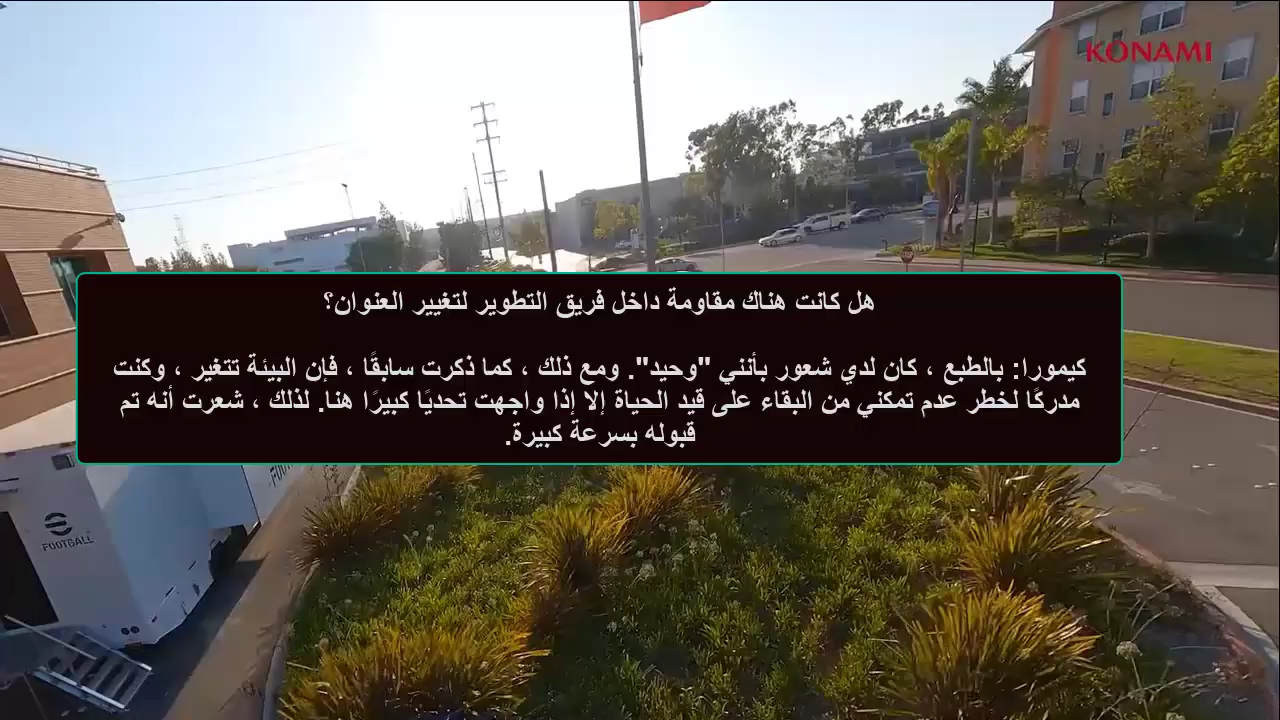 KONAMI
هل كانت هناك مقاومة داخل فريق التطوير لتغيير العنوان؟
كيمورا: بالطبع ، كان لدي شعور بأنني "وحيد". ومع ذلك ، كما ذكرت سابقًا ، فإن البيئة تتغير ، وكنت
مدركًا لخطر عدم تمكني من البقاء على قيد الحياة إلا إذا واجهت تحديًا كبيرًا هنا. لذلك ، شعرت أنه تم
قبوله بسرعة كبيرة.
FOOTBALL